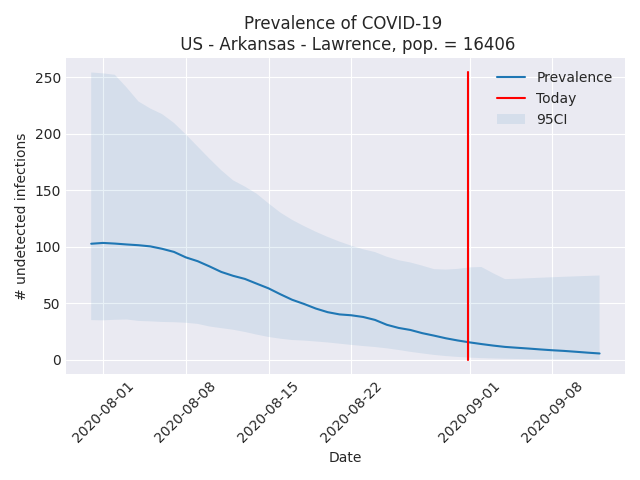 Prevalence of COVID-19
US - Arkansas - Lawrence, pop. = 16406
# undetected infections
250
200
150
100
50
0
Prevalence
Today
95CI
2020-08-01
2020-08-08
2020-08-15
2020-08-22
2020-09-01
2020-09-08
Date